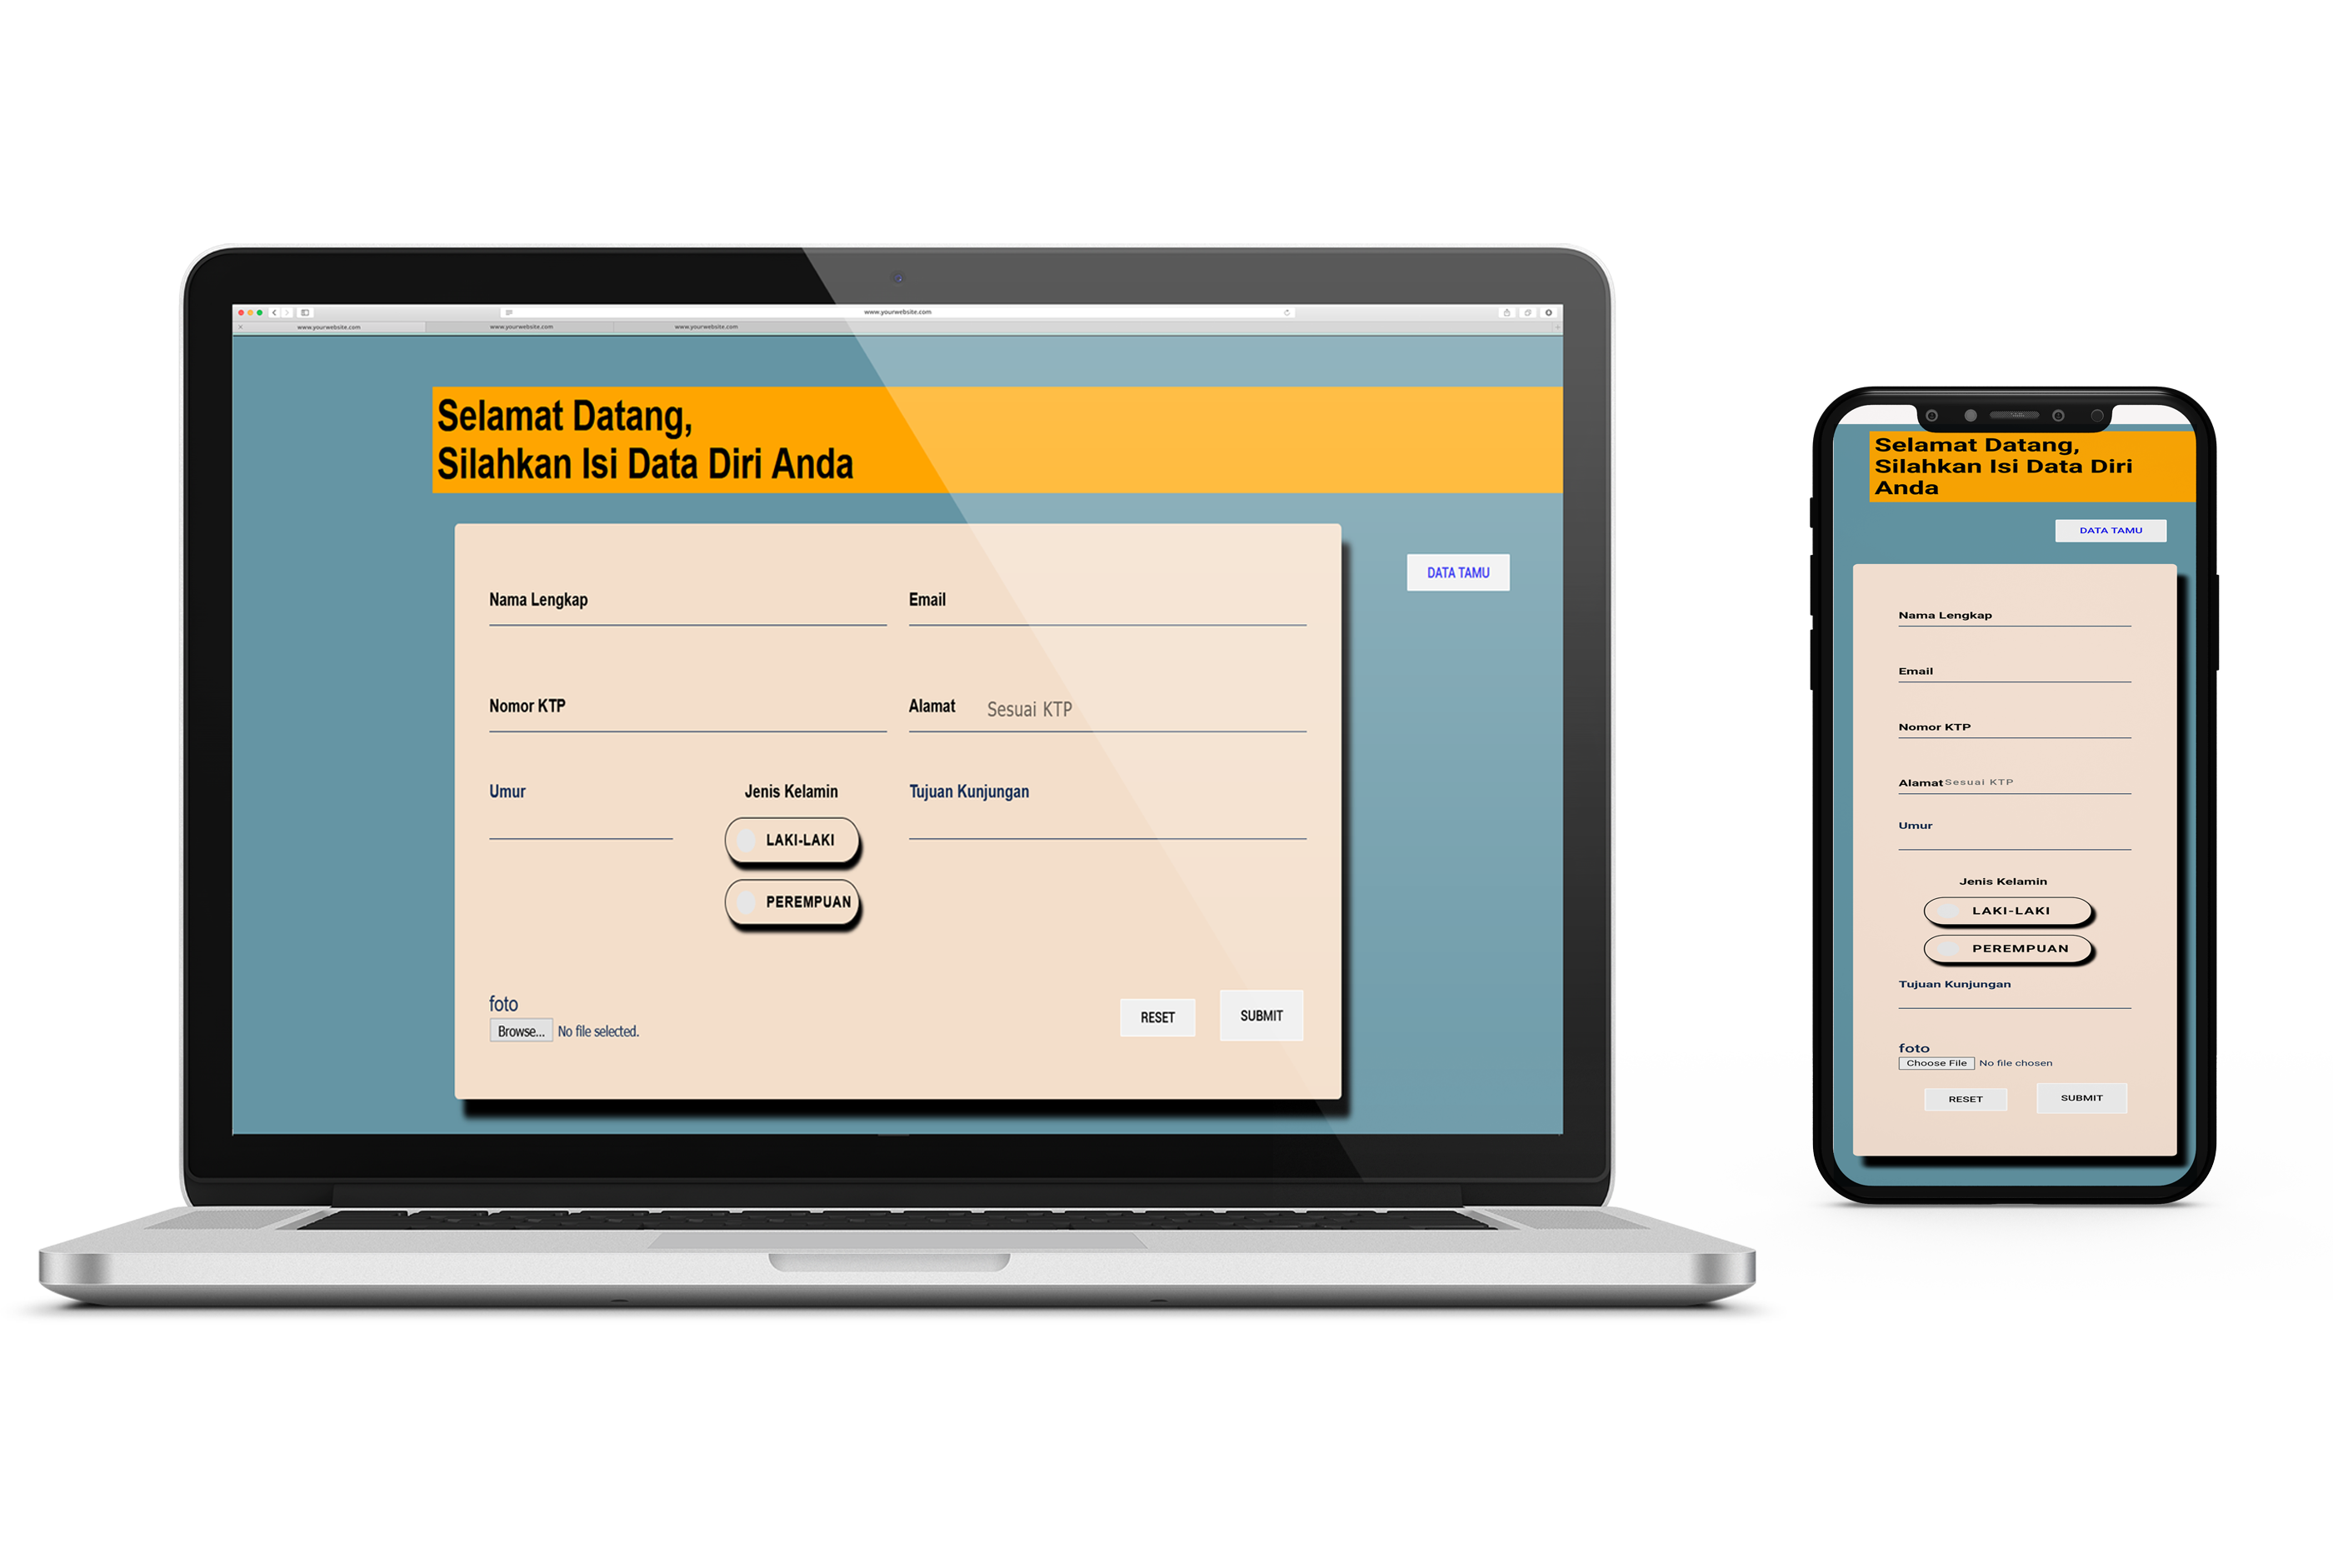 www.yourwebsite.com
www.yourwebsite.com
www.yourwebsite.com
www.yourwebsite.com
Selamat Datang,
Silahkan Isi Data Diri Anda
DATA TAMU
Nama Lengkap
Email
Nomor KTP
Alamat Sesuai KTP
Umur
Jenis Kelamin
Tujuan Kunjungan
LAKI-LAKI
PEREMPUAN
foto
Browse... No file selected.
RESET
SUBMIT
Selamat Datang,
Silahkan Isi Data Diri
Anda
DATA TAMU
Nama Lengkap
Email
Nomor KTP
Alamat Sesuai KTP
Umur
Jenis Kelamin
LAKI-LAKI
PEREMPUAN
Tujuan Kunjungan
foto
Choose File No file chosen
RESET
SUBMIT